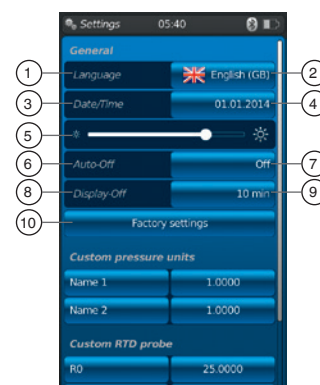 Settings 05:40
General
1 Language English (GB) 2
3 Date/Time 01.01.2014 4
5
6 Auto-Off Off 7
8 Display-Off 10 min 9
10 Factory settings
Custom pressure units
Name 1 1.0000
Name 2 1.0000
Custom RTD probe
R0 25.0000